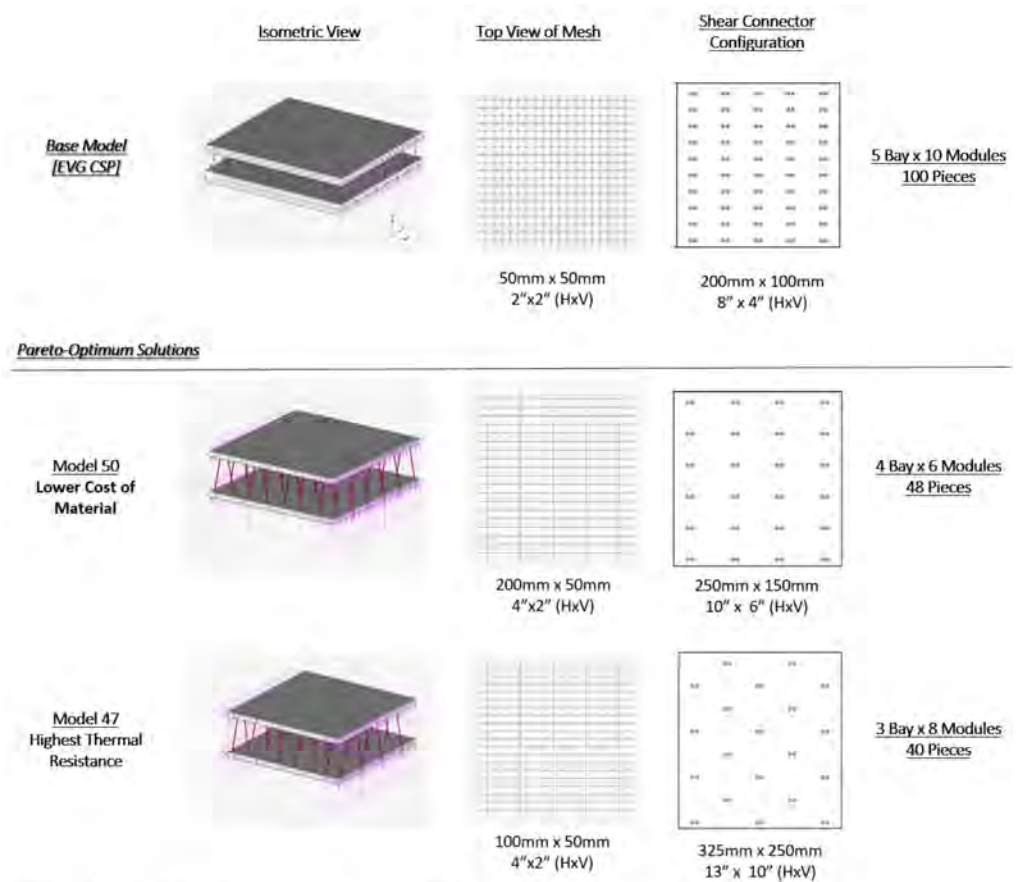 Isometric View
Top View of Mesh
Shear Connector
Configuration
Base Model
[EVG CSP]
5 Bay x 10 Modules
100 Pieces
50mm x 50mm
2"x2" (HxV)
200mm x 100mm
8" x 4" (HxV)
Pareto-Optimum Solutions
Model 50
Lower Cost of
Material
4 Bay x 6 Modules
48 Pieces
200mm x 50mm
4"x2" (HxV)
250mm x 150mm
10" x 6" (HxV)
Model 47
Highest Thermal
Resistance
3 Bay x 8 Modules
40 Pieces
100mm x 50mm
4"x2" (HxV)
325mm x 250mm
13" x 10" (HxV)